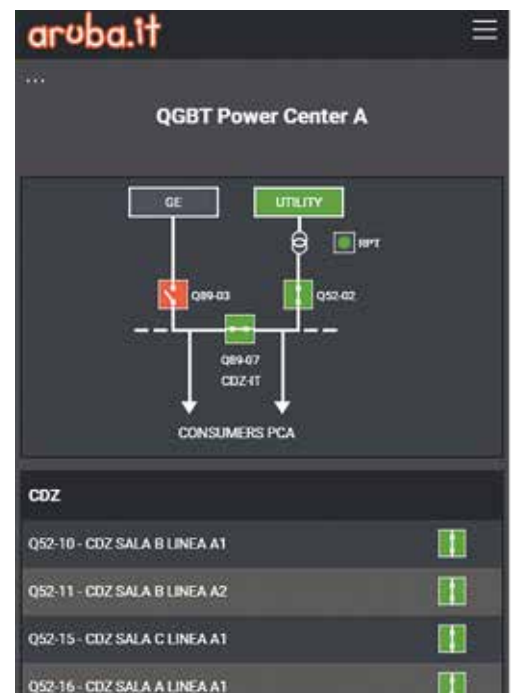 aruba.it
...
QGBT Power Center A
GE
UTILITY
RPT
Q89-03
Q52-02
Q89-07
CDZ-IT
CONSUMERS PCA
CDZ
Q52-10 - CDZ SALA B LINEA A1
Q52-11 - CDZ SALA B LINEA A2
Q52-15 - CDZ SALA C LINEA A1
Q52-16 - CDZ SALA A LINEA A1